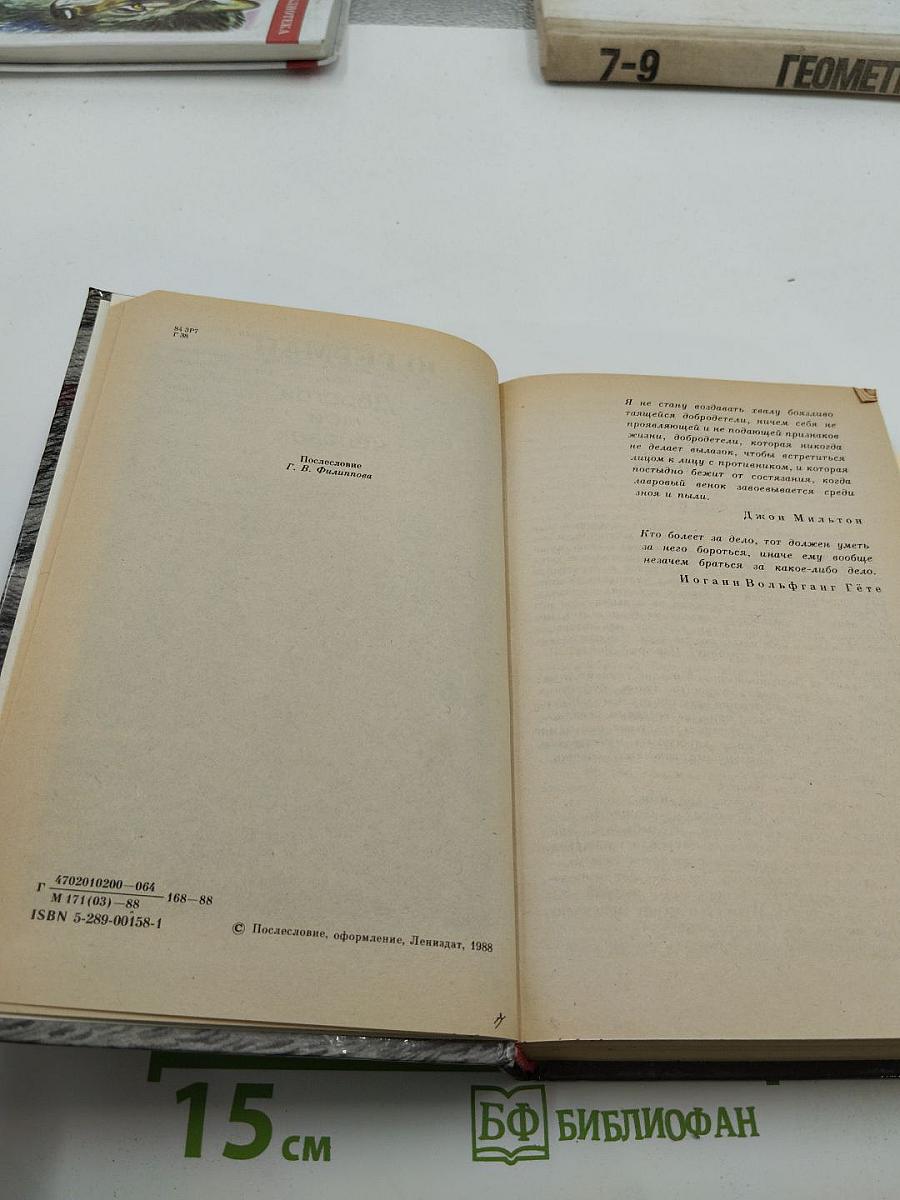 БЛИОТЕКА
7-9
ГЕОМЕТ
84 3Р7
Г 38
Послесловие
Г. В. Филиппова
Г 4702010200—064
М 171(03)—88
168—88
ISBN 5-289-00158-1
© Послесловие, оформление, Лениздат, 1988
Я не стану воздавать хвалу боязливо
таящейся добродетели, ничем себя не
проявляющей и не подающей признаков
жизни, добродетели, которая никогда
не делает вылазок, чтобы встретиться
лицом к лицу с противником, и которая
постыдно бежит от состязания, когда
лавровый венок завоевывается среди
зноя и пыли.
Джон Мильтон
Кто болеет за дело, тот должен уметь
за него бороться, иначе ему вообще
незачем браться за какое-либо дело.
Иоганн Вольфганг Гёте
15 см
БФ БИБЛИОФАН